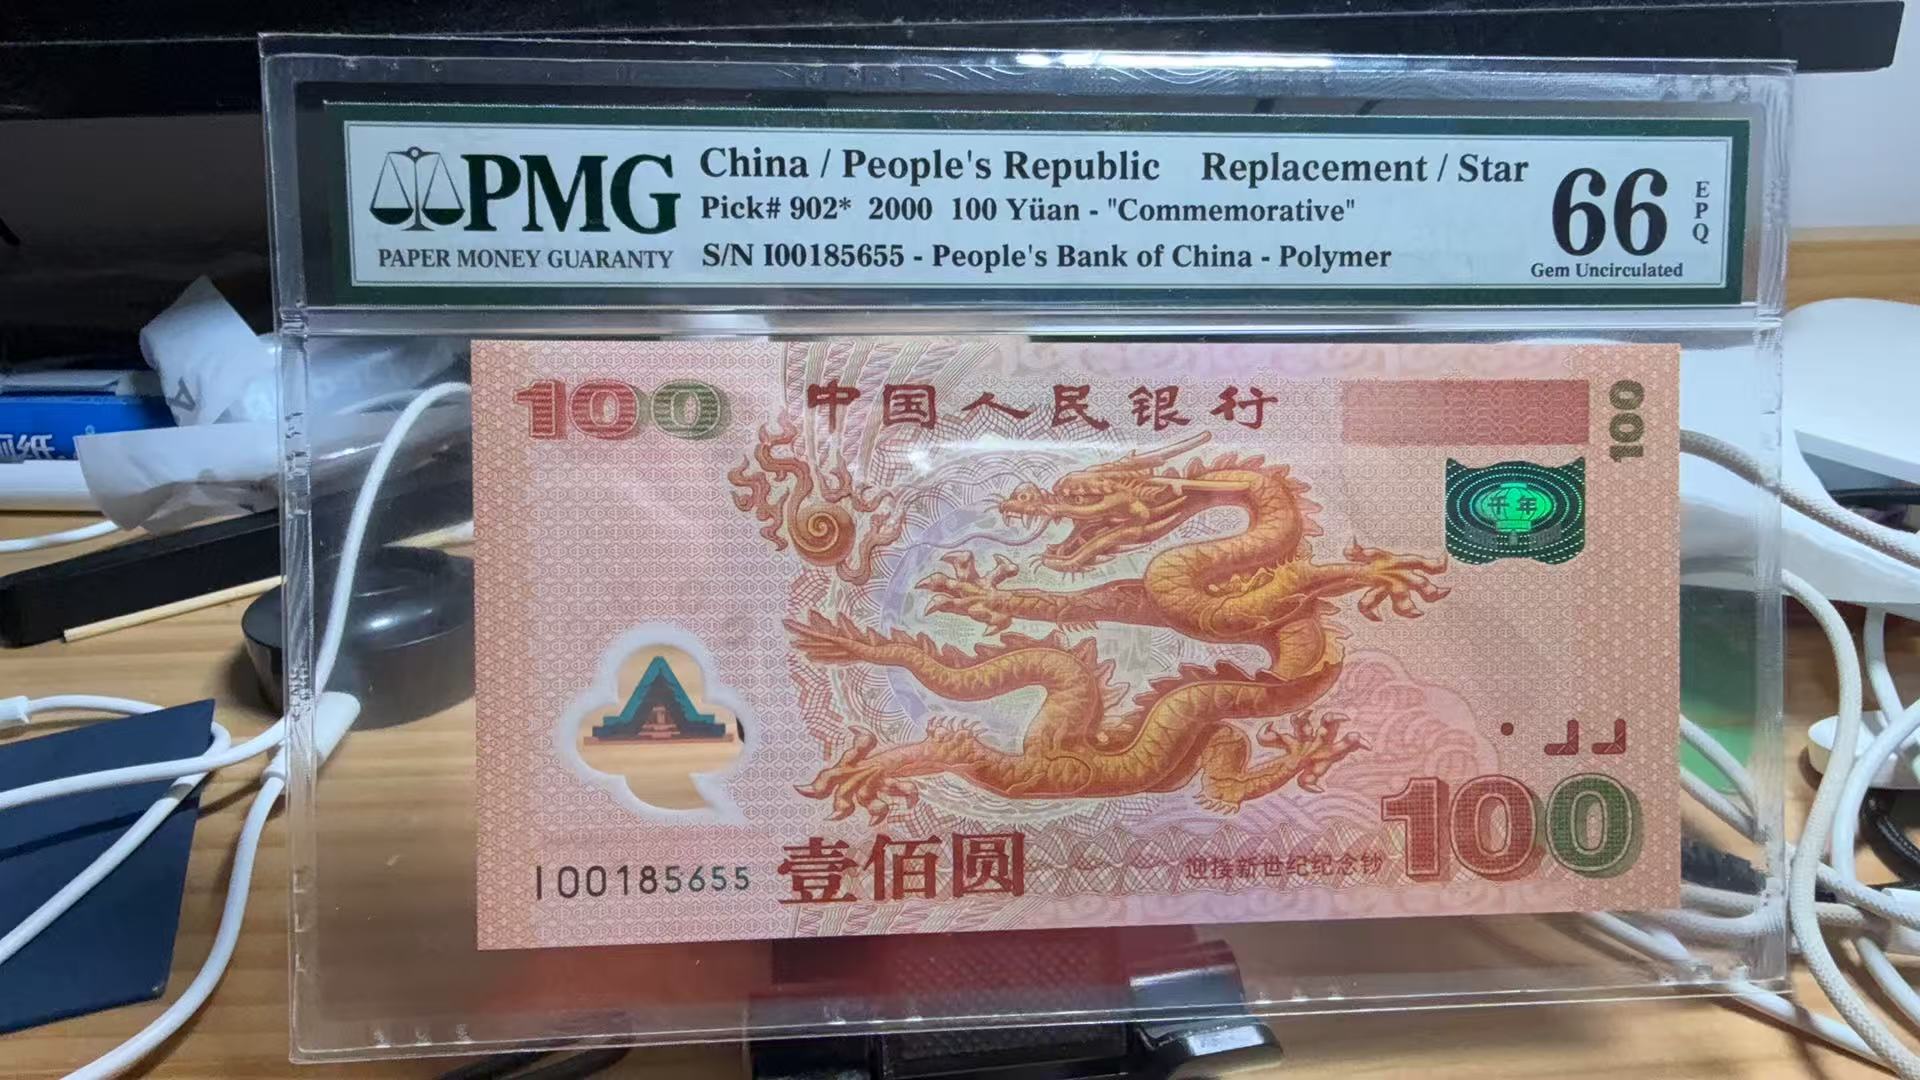 PMG
PAPER MONEY GUARANTY
China / People's Republic Replacement / Star
Pick# 902* 2000 100 Yüan - "Commemorative"
S/N I00185655 - People's Bank of China - Polymer
66
EPQ
Gem Uncirculated
100 中国人民银行 100
千年
I00185655
壹佰圆
迎接新世纪纪念钞
100